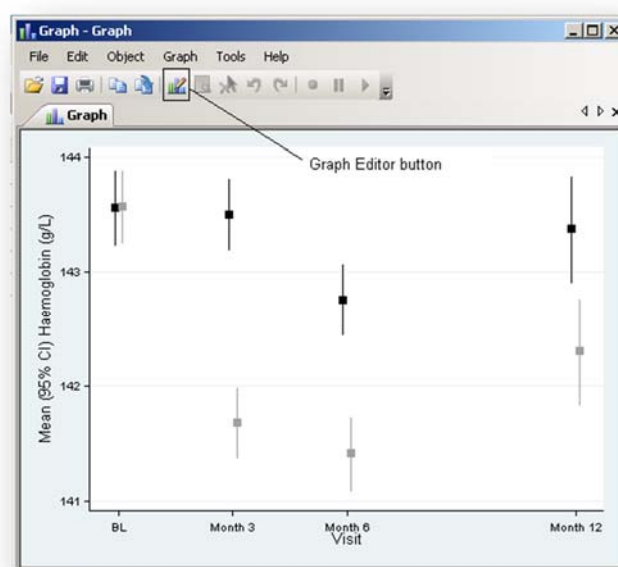 Graph - Graph
File Edit Object Graph Tools Help
Graph
Graph Editor button
Mean (95% CI) Haemoglobin (g/L)
144
143
142
141
BL Month 3 Month 6 Month 12
Visit